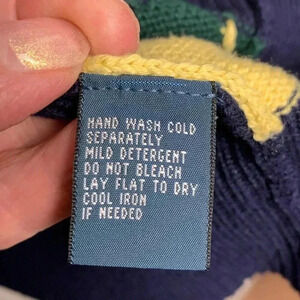 HAND WASH COLD
SEPARATELY
MILD DETERGENT
DO NOT BLEACH
LAY FLAT TO DRY
COOL IRON
IF NEEDED